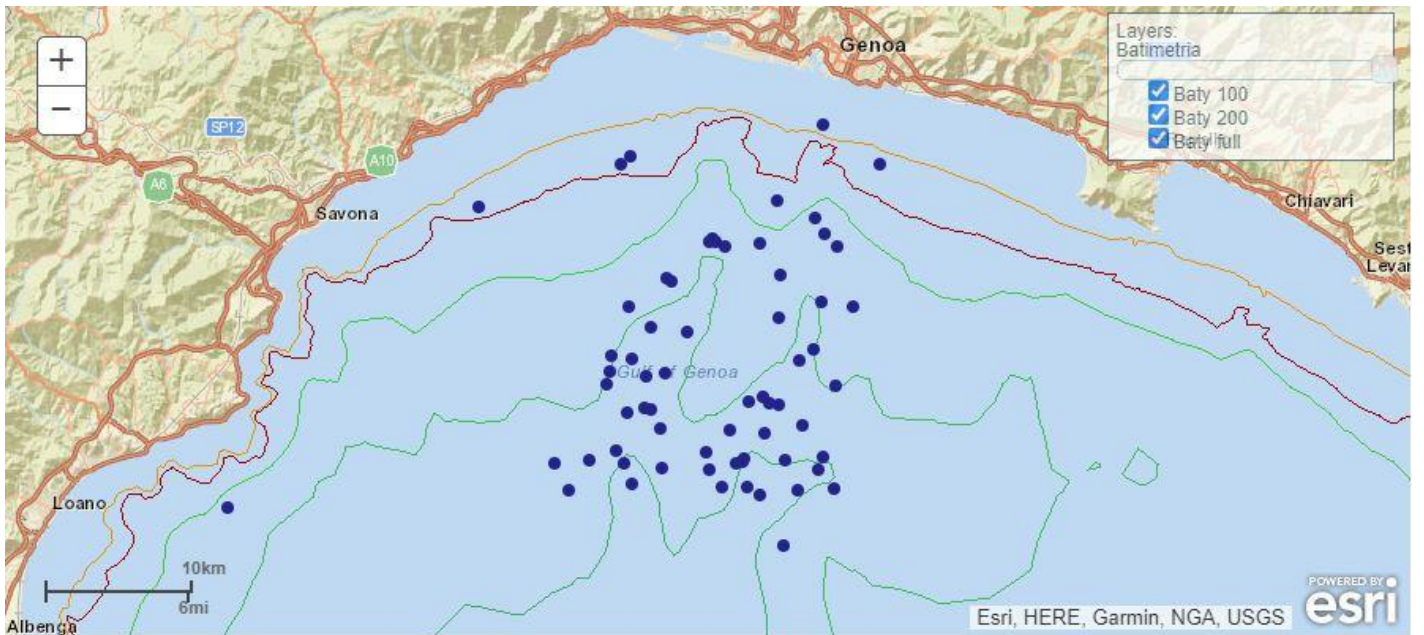 +
−
Layers:
Batimetria
Baty 100
Baty 200
Baty full
Genoa
SP12
A10
A6
Savona
Chiavari
Sest
Levan
Gulf of Genoa
Loano
10km
6mi
Albenga
Esri, HERE, Garmin, NGA, USGS
POWERED BY
esri